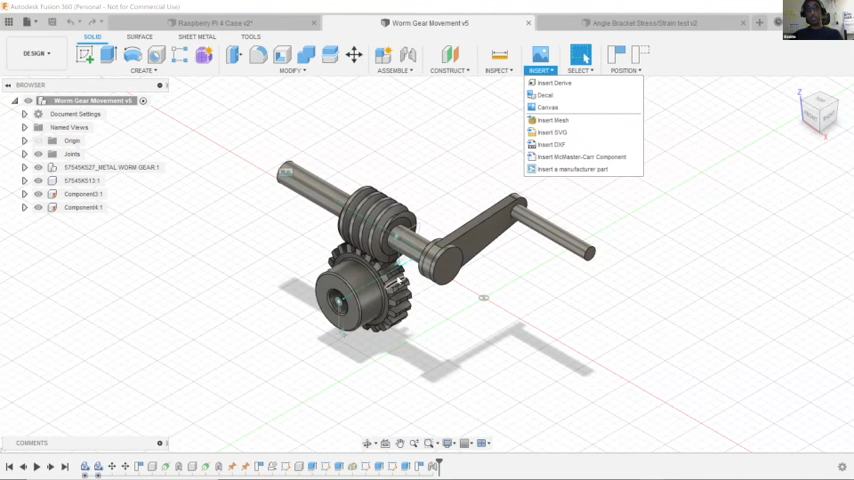 Autodesk Fusion 360 (Personal - Not for Commercial Use)
Raspberry Pi 4 Case v2*
Worm Gear Movement v5
Angle Bracket Stress/Strain test v2
SOLID SURFACE SHEET METAL TOOLS
DESIGN
CREATE MODIFY ASSEMBLE CONSTRUCT INSPECT INSERT SELECT POSITION
BROWSER
Worm Gear Movement v5
Document Settings
Named Views
Origin
Joints
57545K527_METAL WORM GEAR:1
57545K513:1
Component3:1
Component4:1
Insert Derive
Decal
Canvas
Insert Mesh
Insert SVG
Insert DXF
Insert McMaster-Carr Component
Insert a manufacturer part
Z
X
COMMENTS